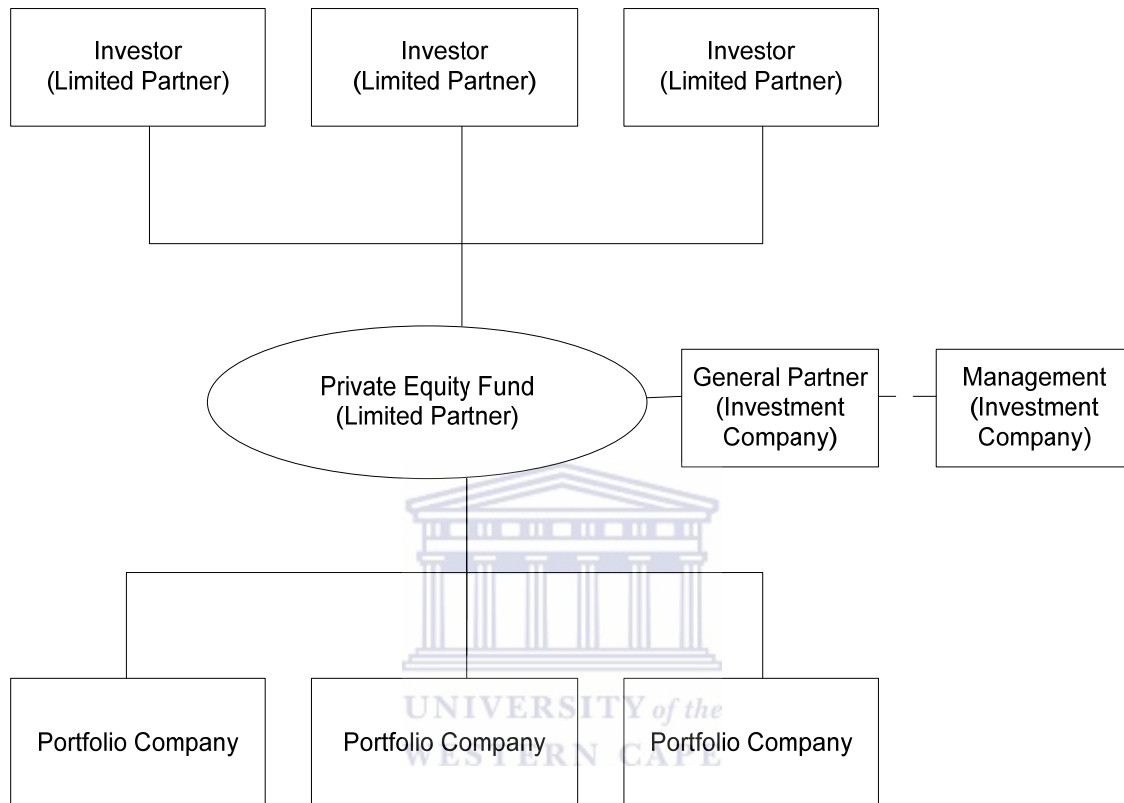 Investor
(Limited Partner)
Investor
(Limited Partner)
Investor
(Limited Partner)
Private Equity Fund
(Limited Partner)
General Partner
(Investment
Company)
Management
(Investment
Company)
Portfolio Company
Portfolio Company
Portfolio Company
UNIVERSITY of the
WESTERN CAPE